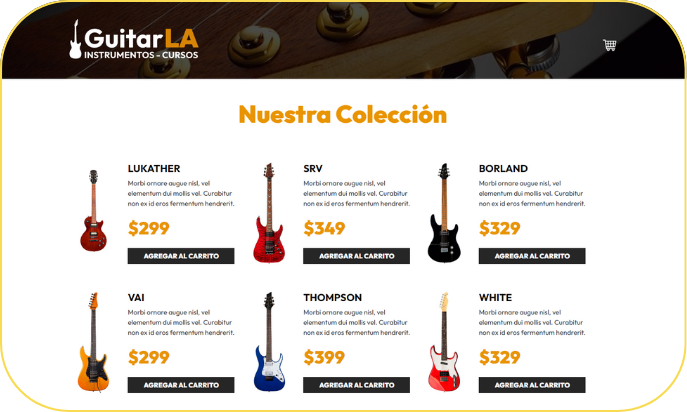 GuitarLA
INSTRUMENTOS - CURSOS
Nuestra Colección
LUKATHER
Morbi ornare augue nisl, vel
elementum dui mollis vel. Curabitur
non ex id eros fermentum hendrerit.
$299
AGREGAR AL CARRITO
SRV
Morbi ornare augue nisl, vel
elementum dui mollis vel. Curabitur
non ex id eros fermentum hendrerit.
$349
AGREGAR AL CARRITO
BORLAND
Morbi ornare augue nisl, vel
elementum dui mollis vel. Curabitur
non ex id eros fermentum hendrerit.
$329
AGREGAR AL CARRITO
VAI
Morbi ornare augue nisl, vel
elementum dui mollis vel. Curabitur
non ex id eros fermentum hendrerit.
$299
AGREGAR AL CARRITO
THOMPSON
Morbi ornare augue nisl, vel
elementum dui mollis vel. Curabitur
non ex id eros fermentum hendrerit.
$399
AGREGAR AL CARRITO
WHITE
Morbi ornare augue nisl, vel
elementum dui mollis vel. Curabitur
non ex id eros fermentum hendrerit.
$329
AGREGAR AL CARRITO